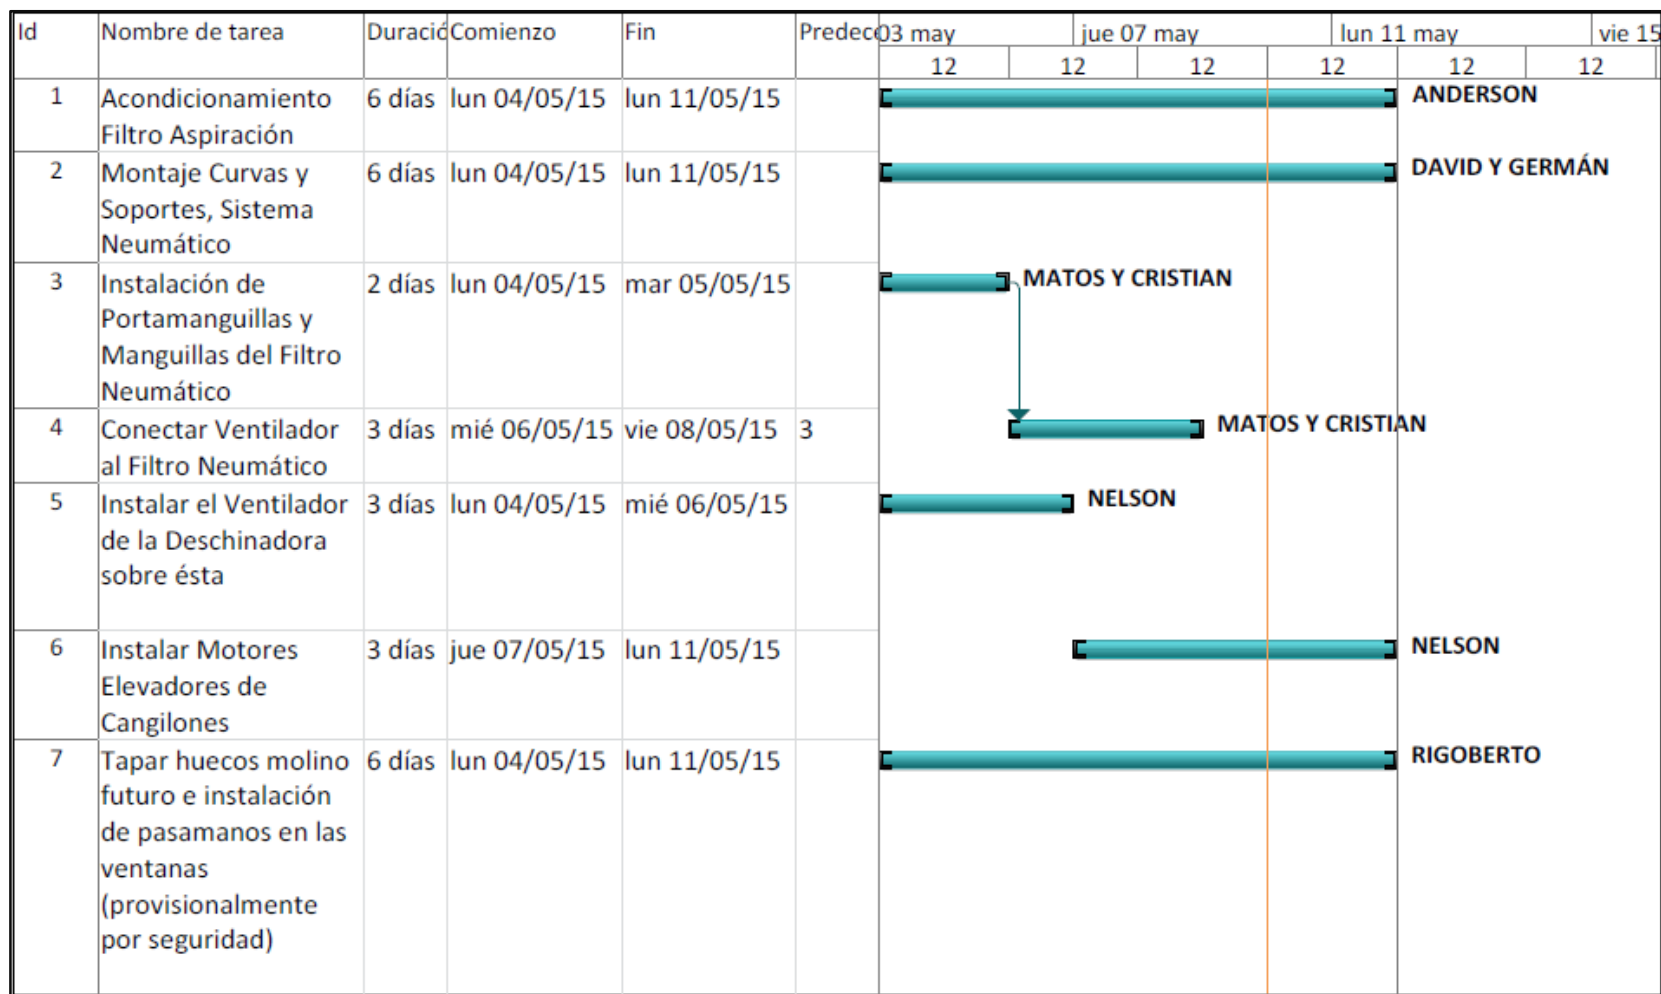 Id Nombre de tarea Duració Comienzo Fin Predece 03 may jue 07 may lun 11 may vie 15
12 12 12 12 12 12
1 Acondicionamiento 6 días lun 04/05/15 lun 11/05/15 ANDERSON
Filtro Aspiración
2 Montaje Curvas y 6 días lun 04/05/15 lun 11/05/15 DAVID Y GERMÁN
Soportes, Sistema
Neumático
3 Instalación de 2 días lun 04/05/15 mar 05/05/15 MATOS Y CRISTIAN
Portamanguillas y
Manguillas del Filtro
Neumático
4 Conectar Ventilador 3 días mié 06/05/15 vie 08/05/15 3 MATOS Y CRISTIAN
al Filtro Neumático
5 Instalar el Ventilador 3 días lun 04/05/15 mié 06/05/15 NELSON
de la Deschinadora
sobre ésta
6 Instalar Motores 3 días jue 07/05/15 lun 11/05/15 NELSON
Elevadores de
Cangilones
7 Tapar huecos molino 6 días lun 04/05/15 lun 11/05/15 RIGOBERTO
futuro e instalación
de pasamanos en las
ventanas
(provisionalmente
por seguridad)